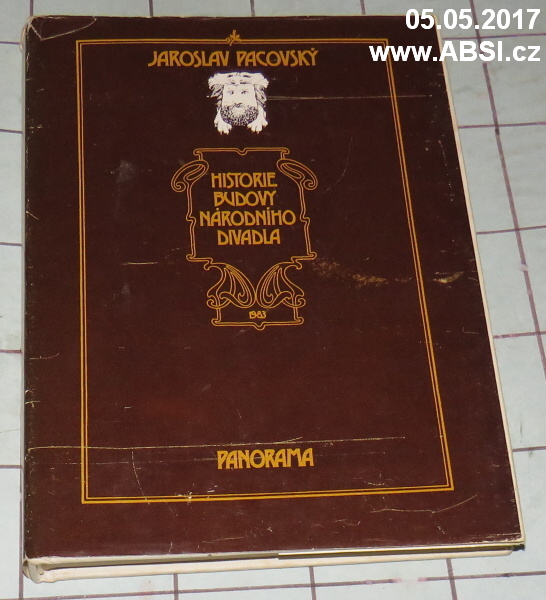 05.05.2017
www.ABSI.cz
JAROSLAV PACOVSKÝ
HISTORIE
BUDOVY
NÁRODNÍHO
DIVADLA
1983
PANORAMA